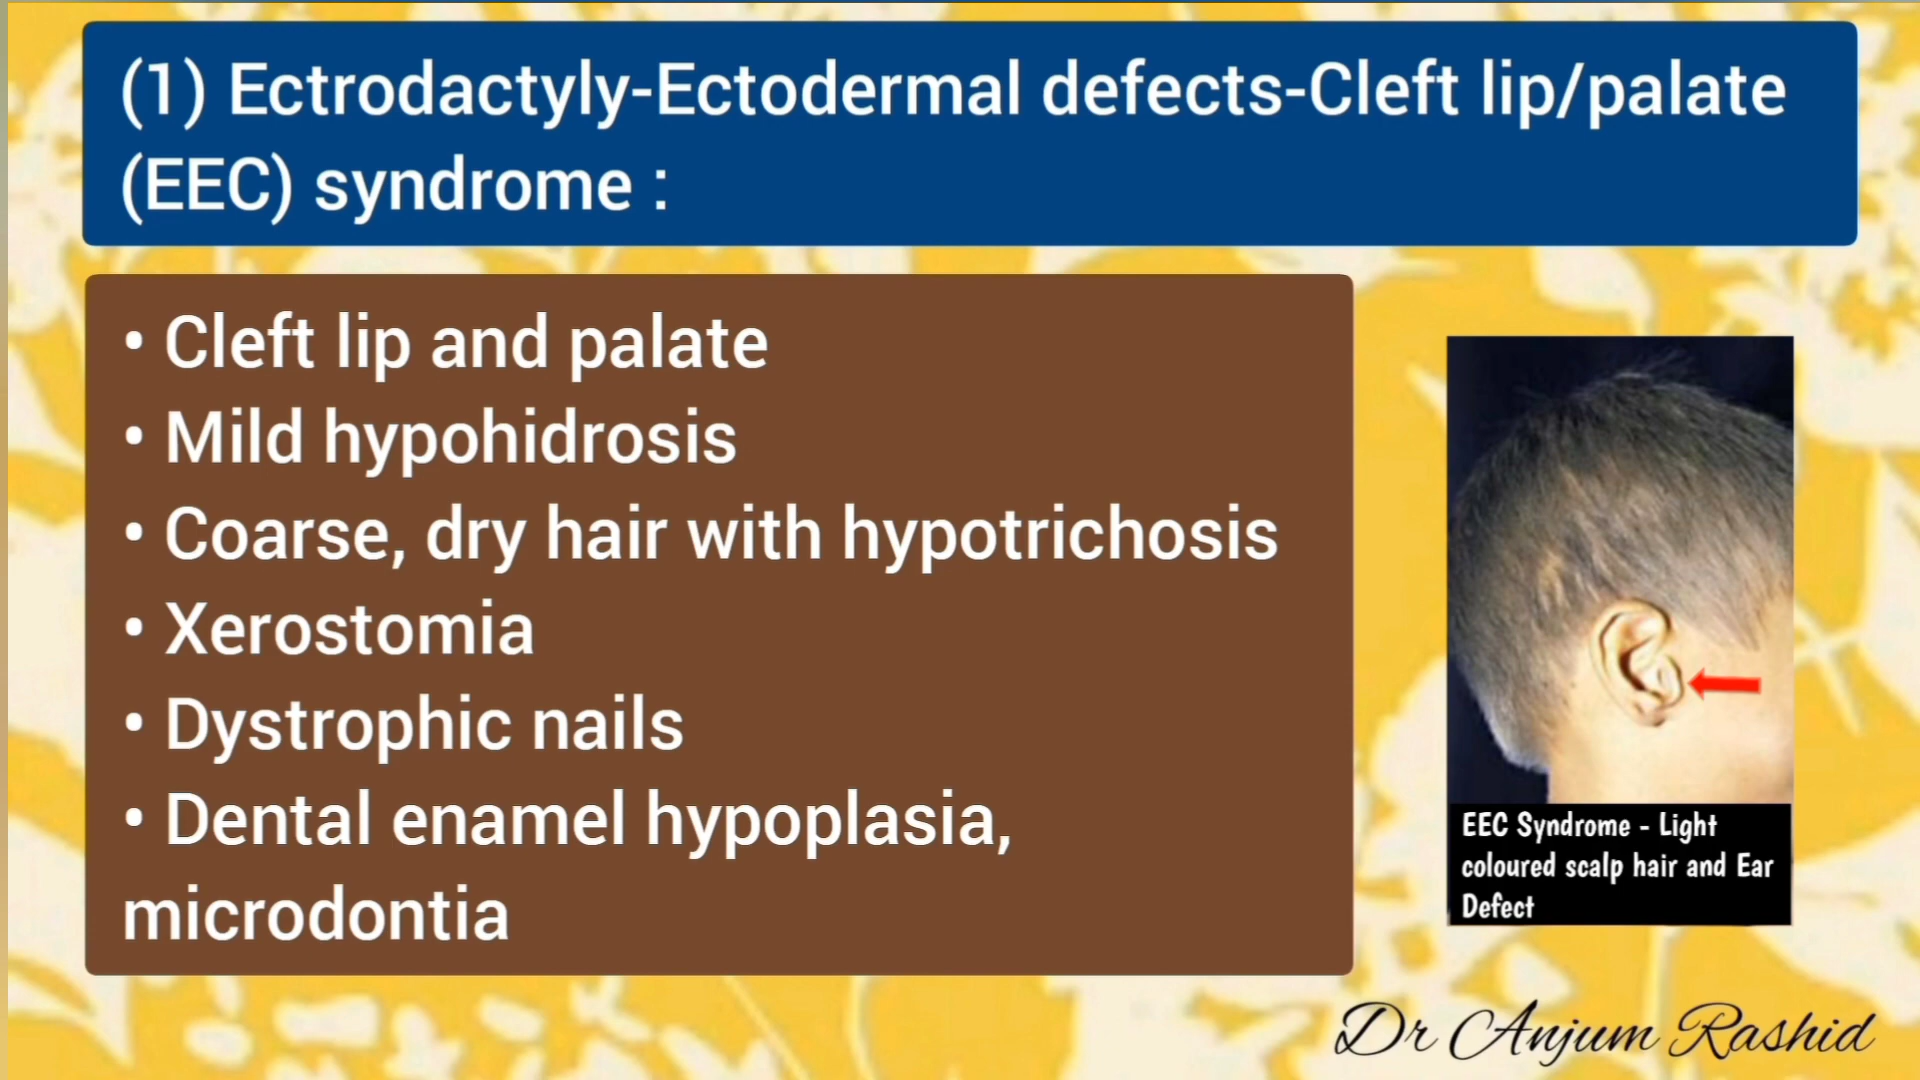 (1) Ectrodactyly-Ectodermal defects-Cleft lip/palate
(EEC) syndrome :
• Cleft lip and palate
• Mild hypohidrosis
• Coarse, dry hair with hypotrichosis
• Xerostomia
• Dystrophic nails
• Dental enamel hypoplasia,
microdontia
EEC Syndrome - Light
coloured scalp hair and Ear
Defect
Dr Anjum Rashid